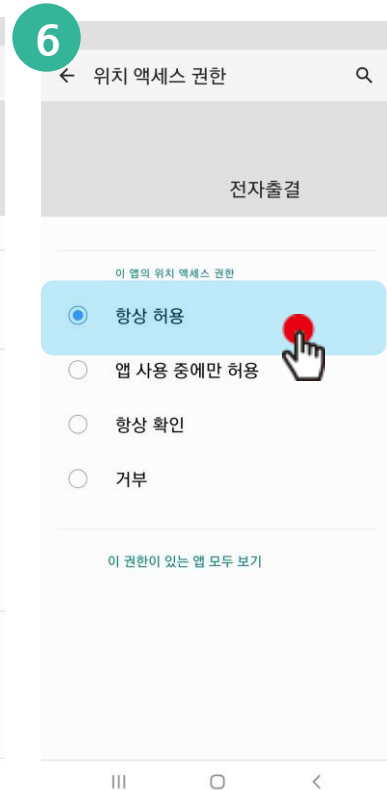 6
위치 액세스 권한
전자출결
이 앱의 위치 액세스 권한
항상 허용
앱 사용 중에만 허용
항상 확인
거부
이 권한이 있는 앱 모두 보기